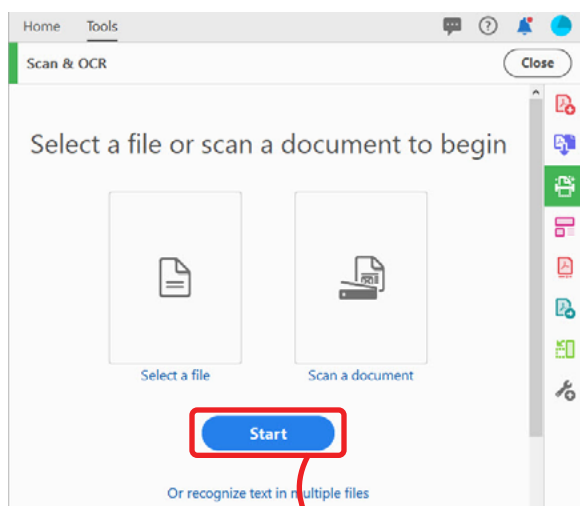 Home Tools
Scan & OCR Close
Select a file or scan a document to begin
Select a file Scan a document
Start
Or recognize text in multiple files